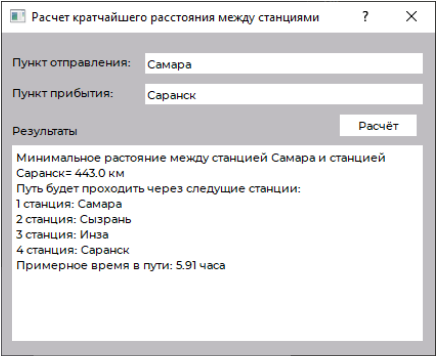 Расчет кратчайшего расстояния между станциями
?
Пункт отправления: Самара
Пункт прибытия: Саранск
Расчёт
Результаты
Минимальное растояние между станцией Самара и станцией
Саранск= 443.0 км
Путь будет проходить через следущие станции:
1 станция: Самара
2 станция: Сызрань
3 станция: Инза
4 станция: Саранск
Примерное время в пути: 5.91 часа